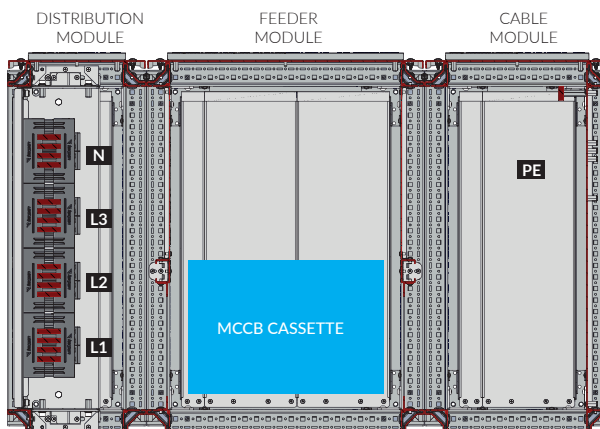 DISTRIBUTION
MODULE
FEEDER
MODULE
CABLE
MODULE
N
PE
L3
L2
L1
MCCB CASSETTE